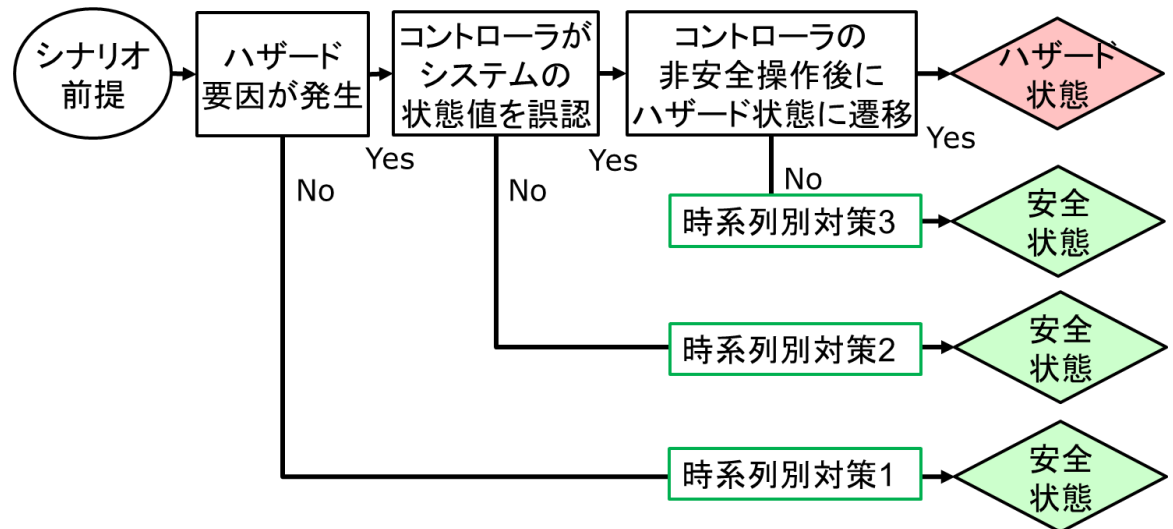 シナリオ
前提
ハザード
要因が発生
コントローラが
システムの
状態値を誤認
コントローラの
非安全操作後に
ハザード状態に遷移
ハザード
状態
Yes
Yes
Yes
No
No
No
時系列別対策3
安全
状態
時系列別対策2
安全
状態
時系列別対策1
安全
状態